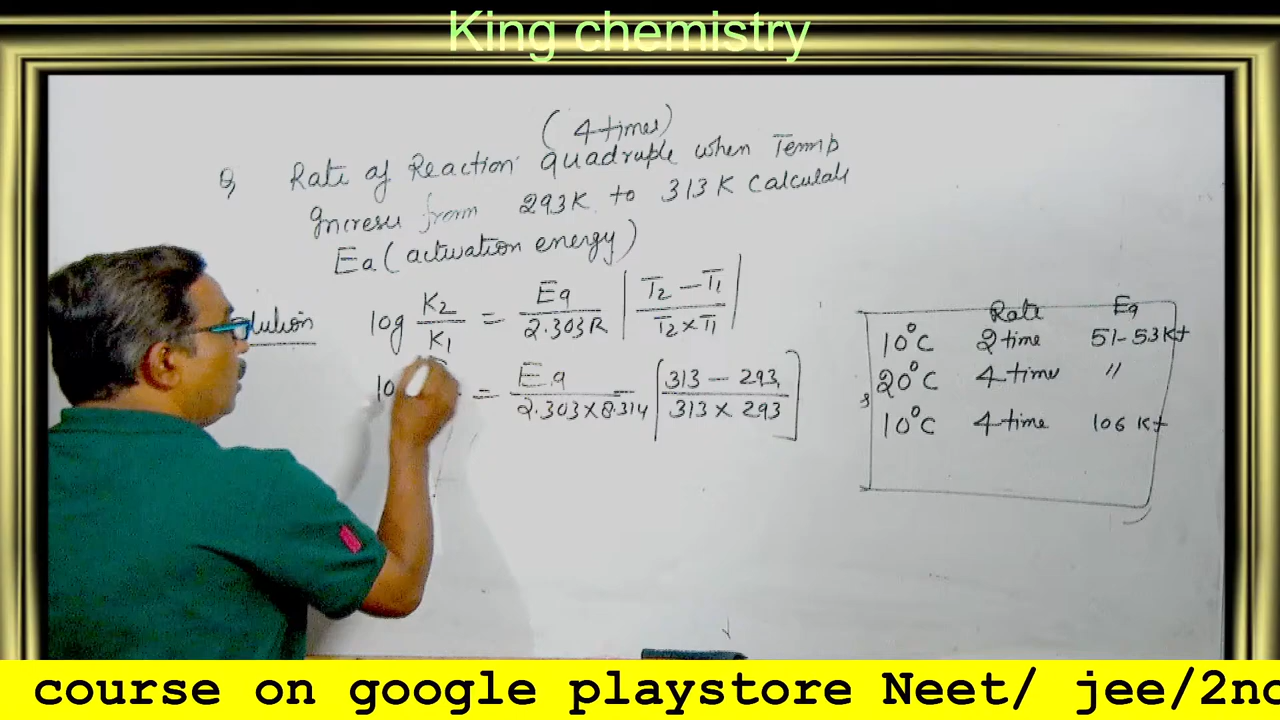 King chemistry
(4 times)
Q, Rate of Reaction quadruple when Temp
Increse from 293K to 313K Calculate
Ea (activation energy)
log K2/K1 = Ea/2.303R | T2 - T1 / T2 × T1 |
= Ea/2.303×8.314 [313 - 293 / 313 × 293]
Rate Ea
10°C 2 time 51-53 KJ
20°C 4 time "
10°C 4 time 106 KJ
course on google playstore Neet/ jee/2nd